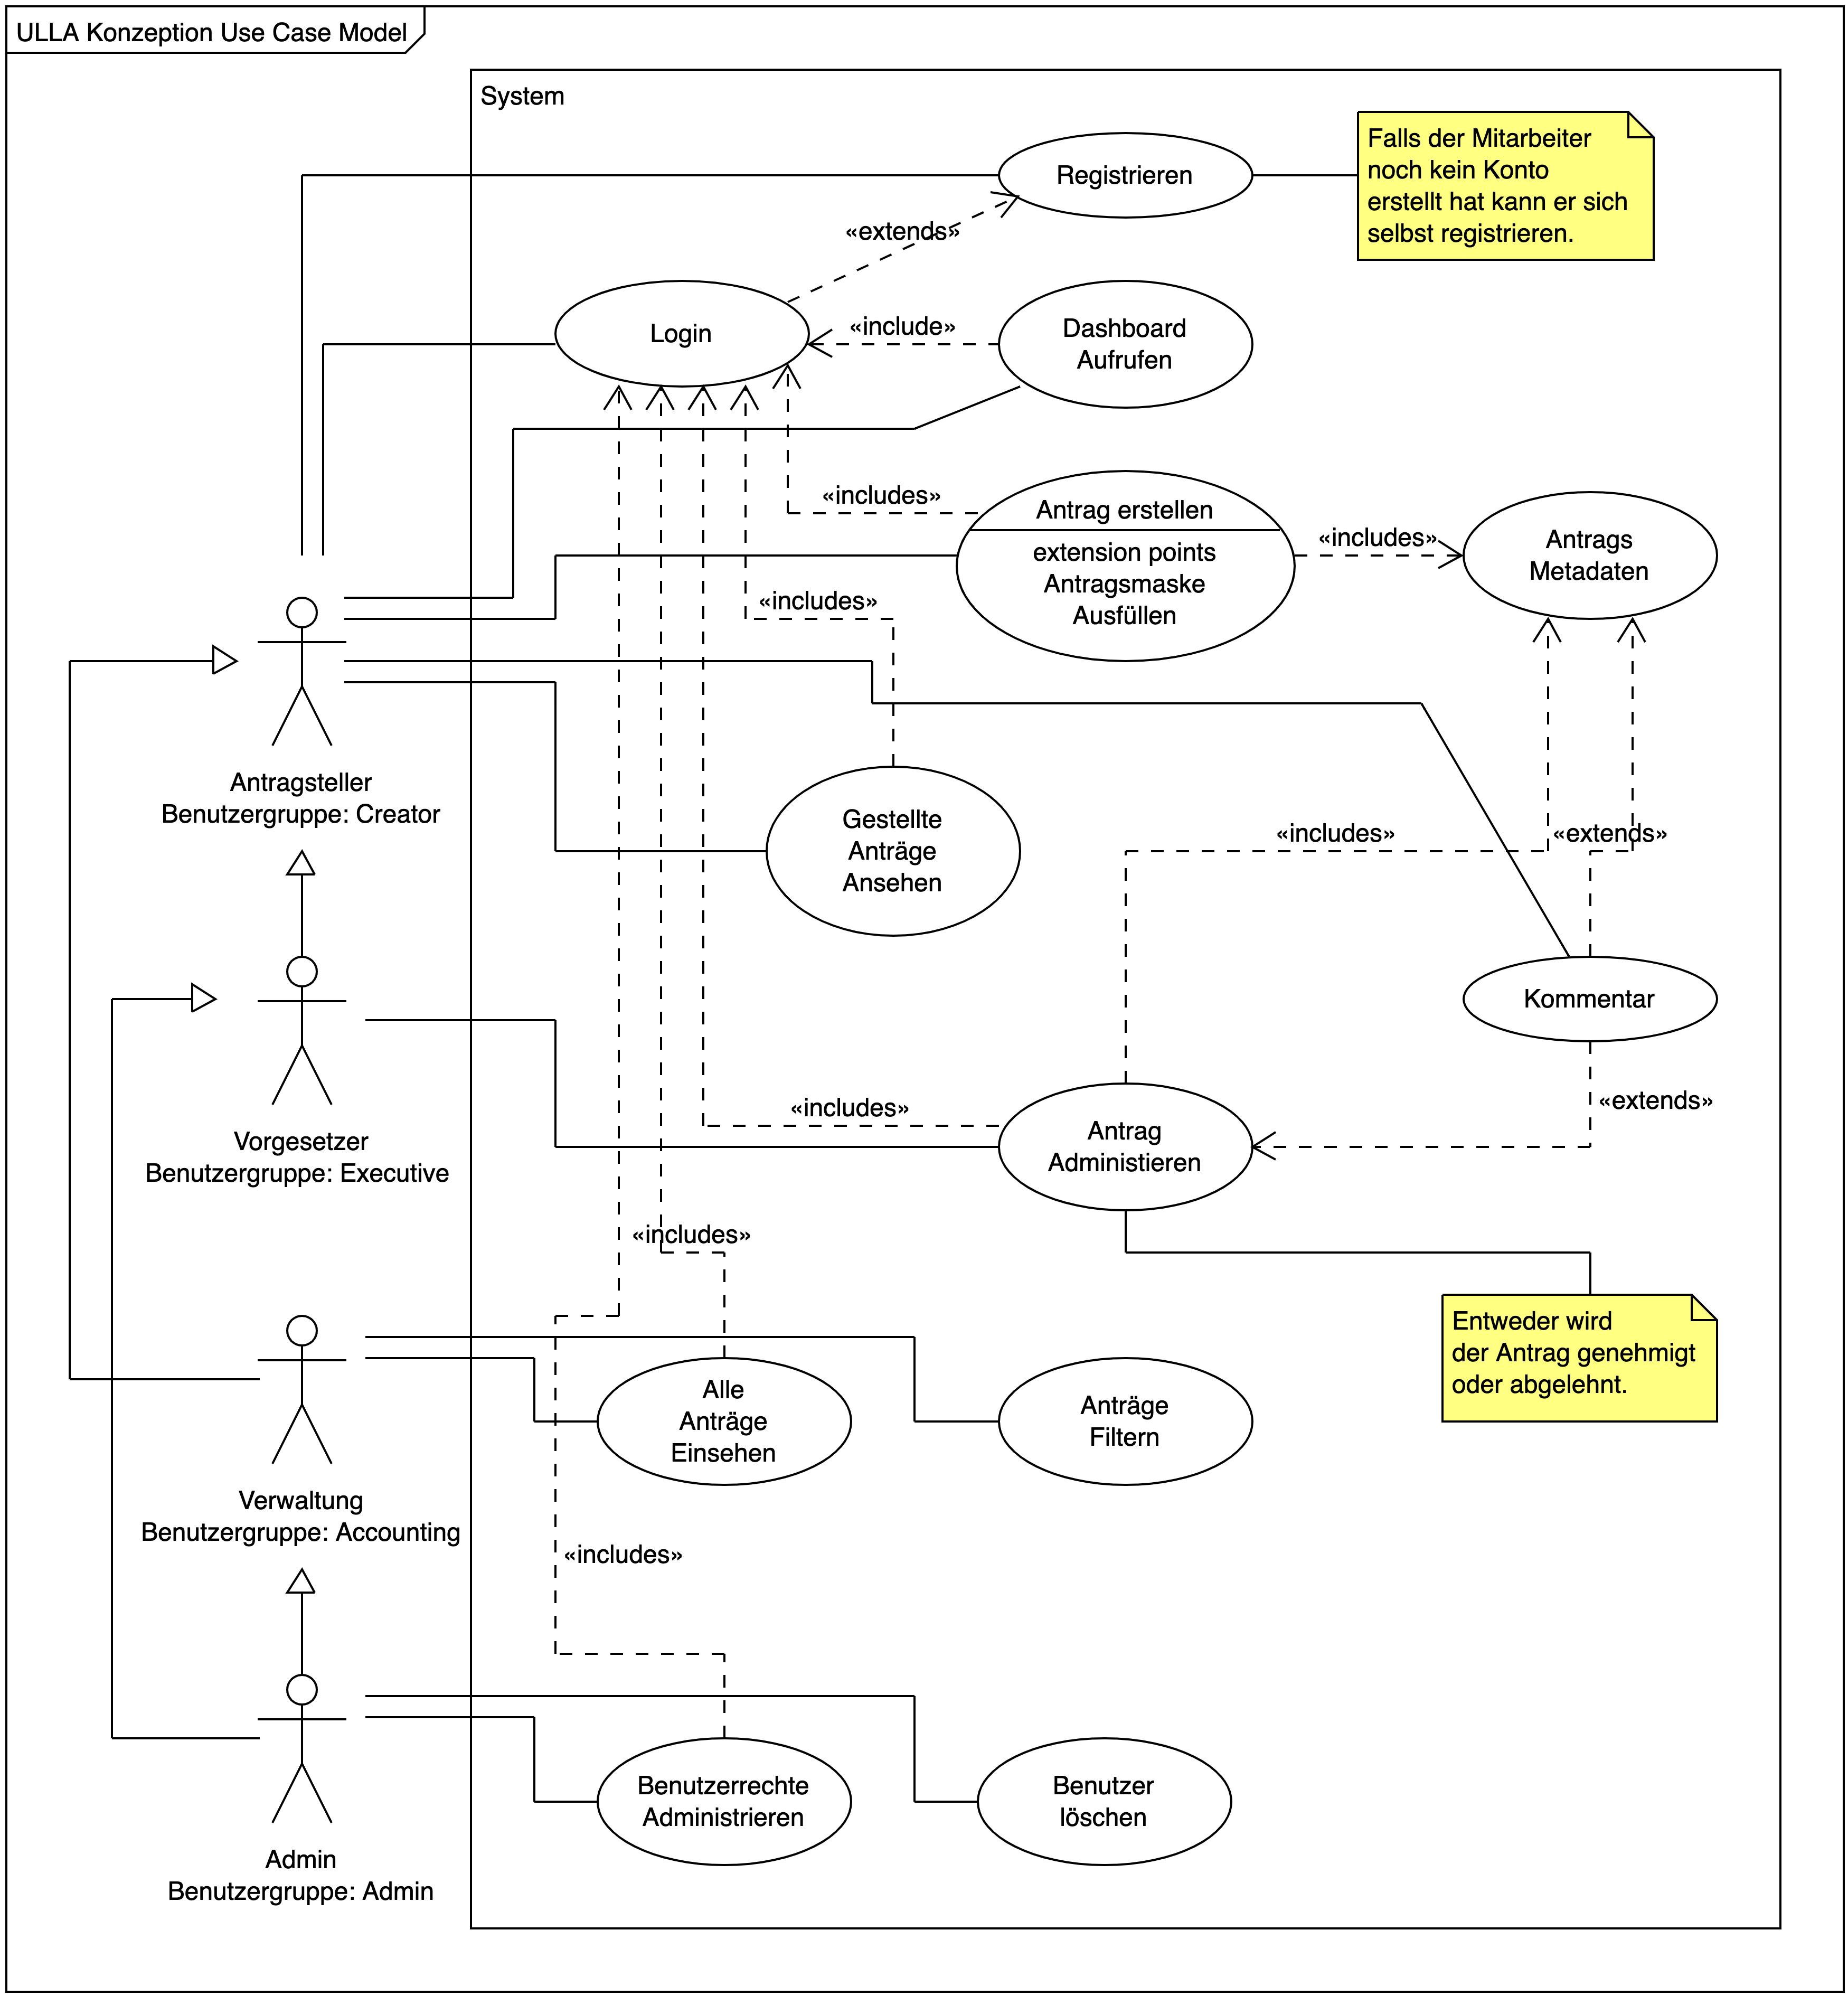 ULLA Konzeption Use Case Model
System
Registrieren
Falls der Mitarbeiter
noch kein Konto
erstellt hat kann er sich
selbst registrieren.
«extends»
Login
«include»
Dashboard
Aufrufen
«includes»
Antrag erstellen
extension points
Antragsmaske
Ausfüllen
«includes»
Antrags
Metadaten
«includes»
Antragsteller
Benutzergruppe: Creator
Gestellte
Anträge
Ansehen
«includes»
«extends»
Kommentar
«extends»
Vorgesetzer
Benutzergruppe: Executive
«includes»
Antrag
Administieren
«includes»
Entweder wird
der Antrag genehmigt
oder abgelehnt.
Alle
Anträge
Einsehen
Anträge
Filtern
Verwaltung
Benutzergruppe: Accounting
«includes»
Benutzerrechte
Administrieren
Benutzer
löschen
Admin
Benutzergruppe: Admin